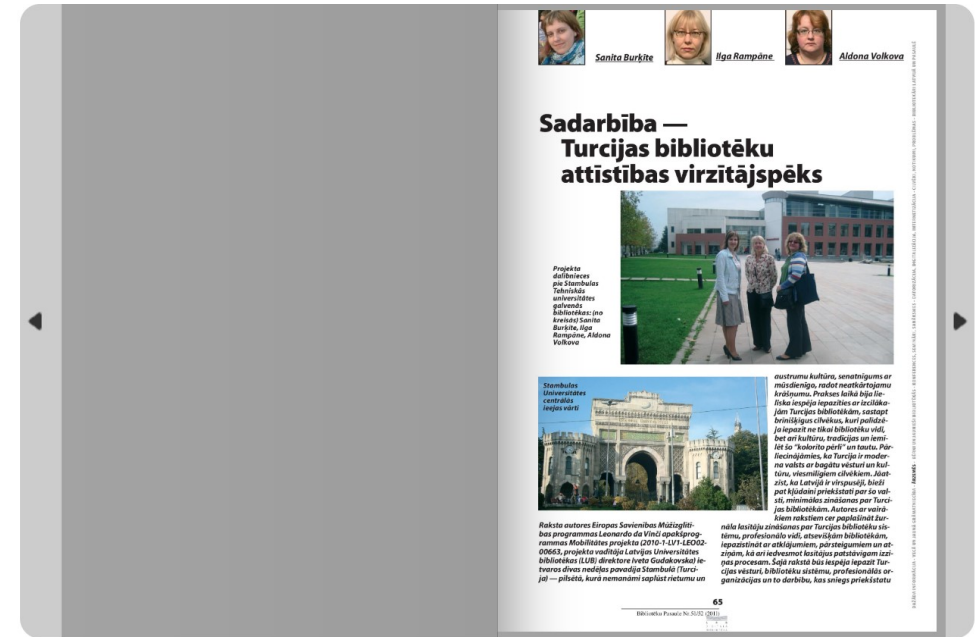 Sanita Burķīte
Ilga Rampāne
Aldona Volkova
Sadarbība —
Turcijas bibliotēku
attīstības virzītājspēks
Projekta
dalībnieces
pie Stambulas
Tehniskās
universitātes
galvenās
bibliotēkas: (no
kreisās) Sanita
Burķīte, Ilga
Rampāne, Aldona
Volkova
Stambulas
Universitātes
centrālās
ieejas vārti
Raksta autores Eiropas Savienības Mūžizglītī-
bas programmas Leonardo da Vinči apakšprog-
rammas Mobilitātes projekta (2010-1-LV1-LEO02-
00663, projekta vadītāja Latvijas Universitātes
bibliotēkas (LUB) direktore Iveta Gudakovska) ie-
tvaros divas nedēļas pavadīja Stambulā (Turci-
ja) — pilsētā, kurā nemanāmi saplūst rietumu un
austrumu kultūra, senatnīgums ar
mūsdienīgo, radot neatkārtojamu
krāšņumu. Prakses laikā bija lie-
liska iespēja iepazīties ar izcilāka-
jām Turcijas bibliotēkām, sastapt
brīnišķīgus cilvēkus, kuri palīdzē-
ja iepazīt ne tikai bibliotēku vidi,
bet arī kultūru, tradīcijas un iemī-
lēt šo "kolorīto pērli" un tautu. Pār-
liecinājāmies, ka Turcija ir moder-
na valsts ar bagātu vēsturi un kul-
tūru, viesmīlīgiem cilvēkiem. Jāat-
zīst, ka Latvijā ir virspusēji, bieži
pat kļūdaini priekšstati par šo val-
sti, minimālas zināšanas par Turci-
jas bibliotēkām. Autores ar vairā-
kiem rakstiem cer paplašināt žur-
nāla lasītāju zināšanas par Turcijas bibliotēku sis-
tēmu, profesionālo vidi, atsevišķām bibliotēkām,
iepazīstināt ar atklājumiem, pārsteigumiem un at-
ziņām, kā arī iedvesmot lasītājus patstāvīgam izzi-
ņas procesam. Šajā rakstā būs iespēja iepazīt Tur-
cijas vēsturi, bibliotēku sistēmu, profesionālās or-
ganizācijas un to darbību, kas sniegs priekšstatu
65
Bibliotēku Pasaule Nr.51/52 (2011)